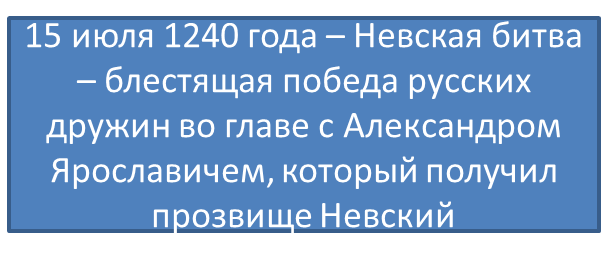 15 июля 1240 года – Невская битва
– блестящая победа русских
дружин во главе с Александром
Ярославичем, который получил
прозвище Невский